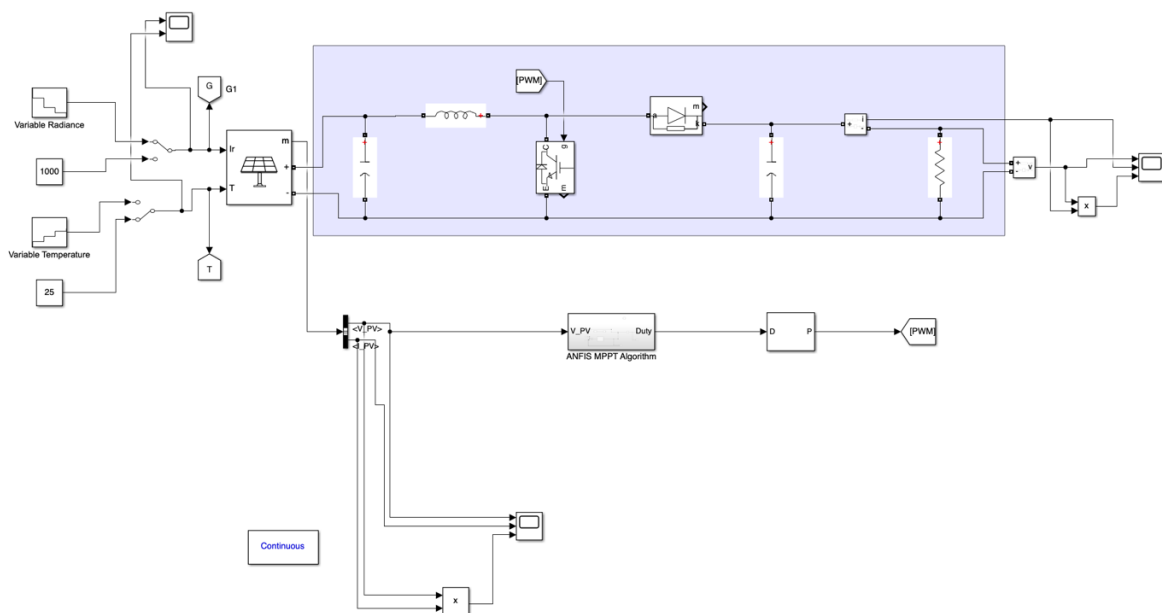 G
G1
[PWM]
Variable Radiance
1000
Ir
T
m
+
-
Variable Temperature
25
T
g
C
E
m
a
k
m
+
i
-
+
-
v
x
<V_PV>
<I_PV>
V_PV
Duty
ANFIS MPPT Algorithm
D
P
[PWM]
Continuous
x